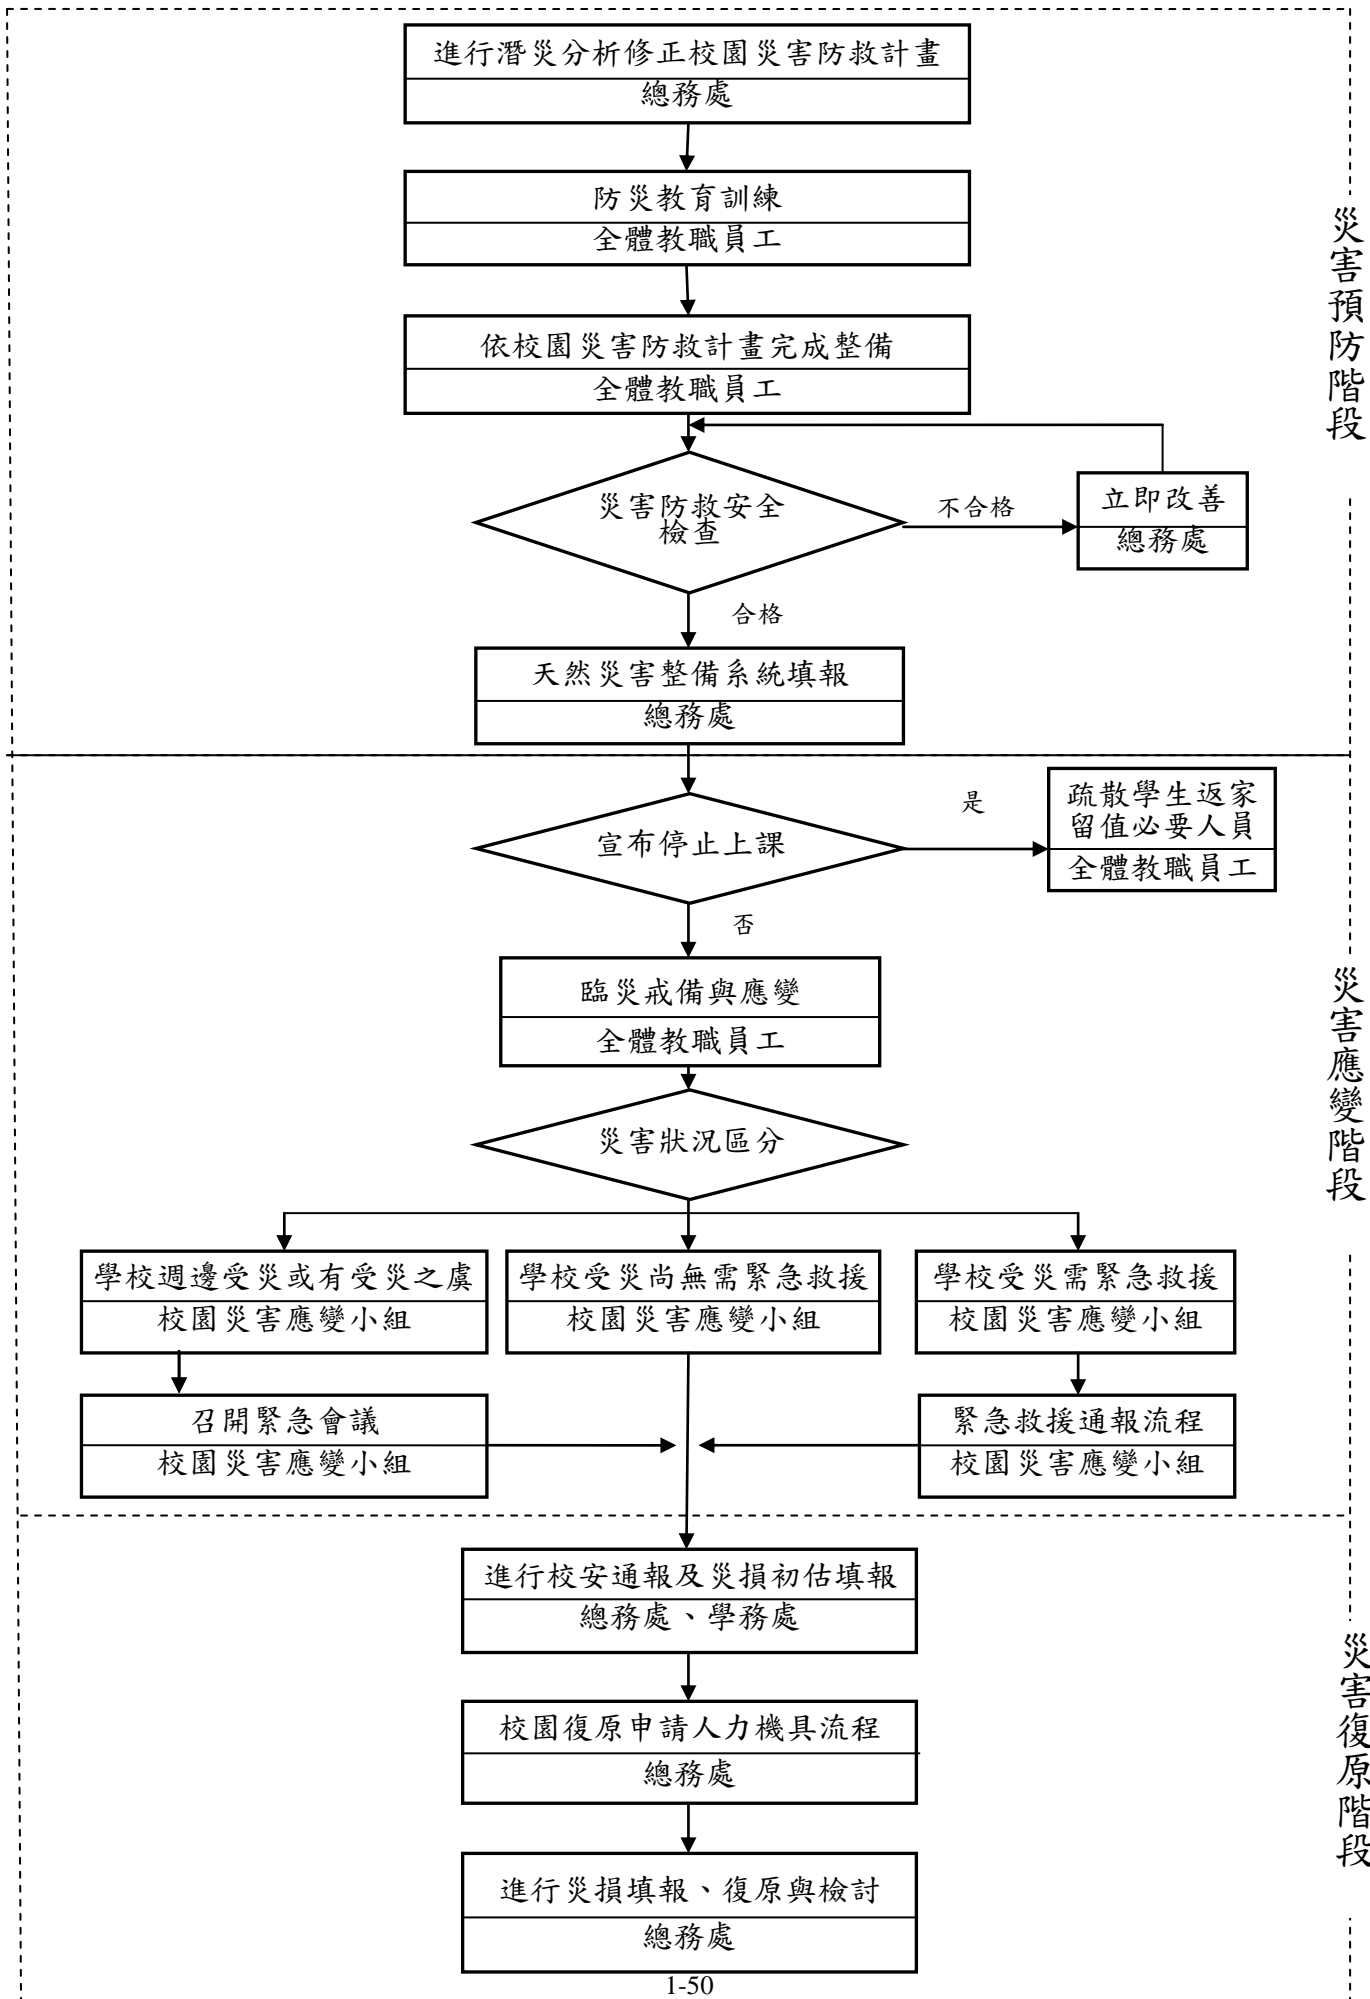 進行潛災分析修正校園災害防救計畫
總務處
防災教育訓練
全體教職員工
依校園災害防救計畫完成整備
全體教職員工
災害防救安全
檢查
不合格
立即改善
總務處
合格
天然災害整備系統填報
總務處
災害預防階段
宣布停止上課
是
疏散學生返家
留值必要人員
全體教職員工
否
臨災戒備與應變
全體教職員工
災害狀況區分
學校週邊受災或有受災之虞
校園災害應變小組
學校受災尚無需緊急救援
校園災害應變小組
學校受災需緊急救援
校園災害應變小組
召開緊急會議
校園災害應變小組
緊急救援通報流程
校園災害應變小組
災害應變階段
進行校安通報及災損初估填報
總務處、學務處
校園復原申請人力機具流程
總務處
進行災損填報、復原與檢討
總務處
災害復原階段
1-50